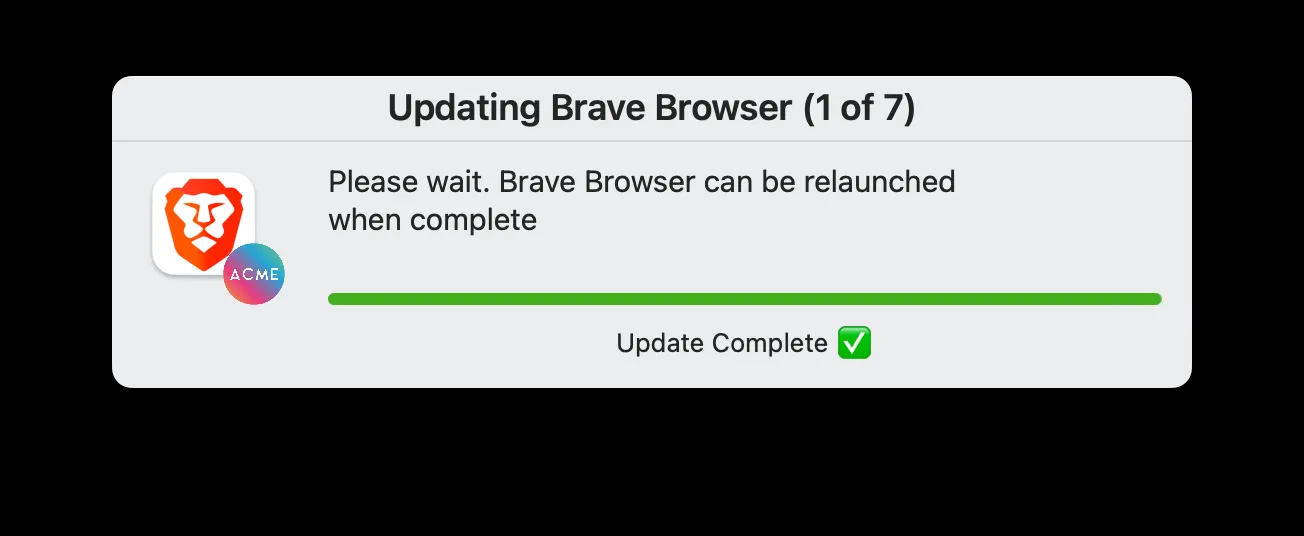 Updating Brave Browser (1 of 7)
Please wait. Brave Browser can be relaunched
when complete
ACME
Update Complete ✅